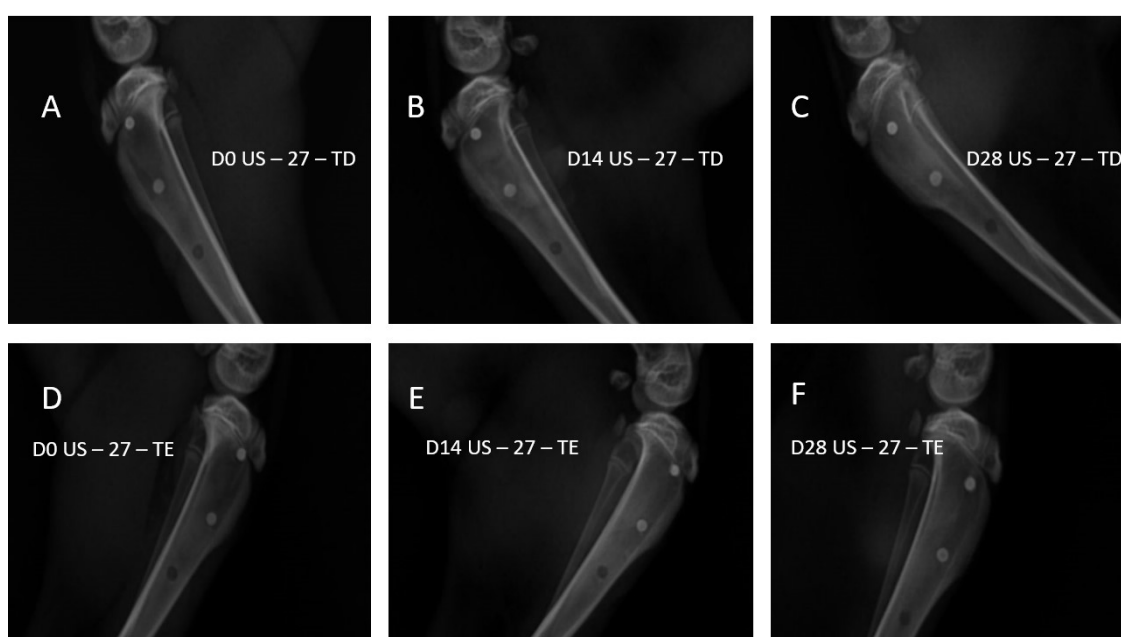 A
D0 US – 27 – TD
B
D14 US – 27 – TD
C
D28 US – 27 – TD
D
D0 US – 27 – TE
E
D14 US – 27 – TE
F
D28 US – 27 – TE